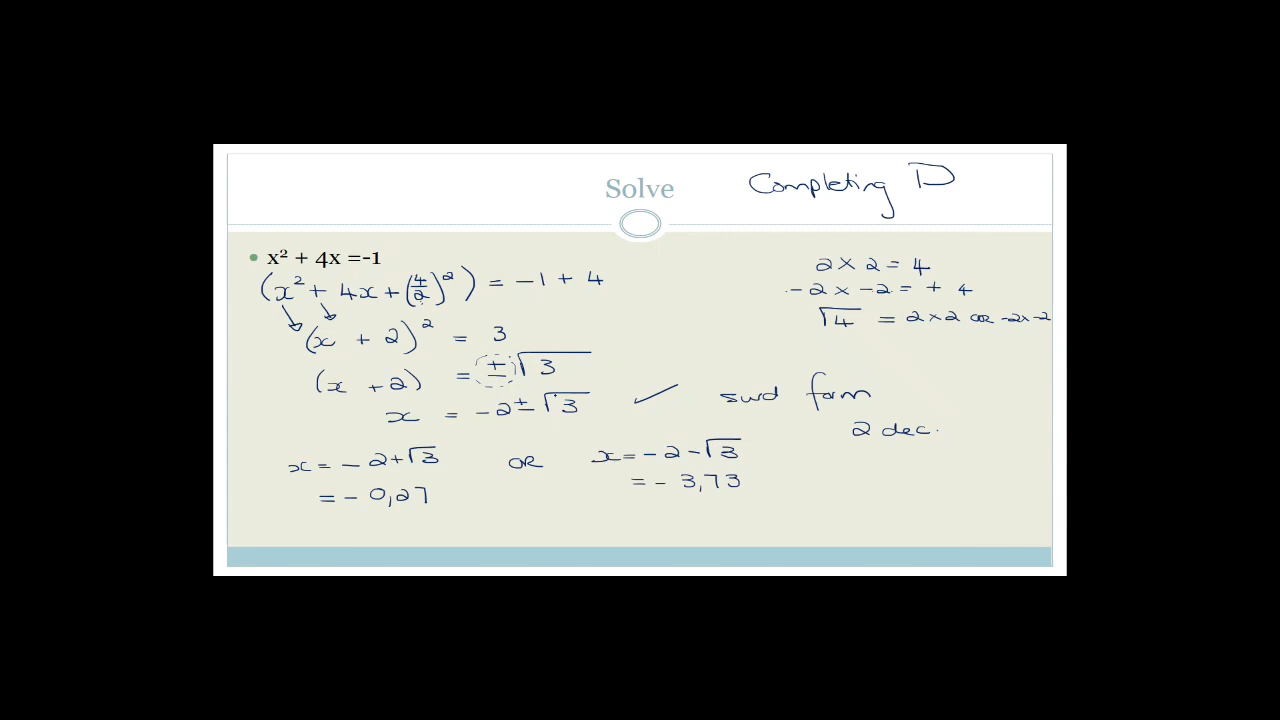 Solve
Completing □
• x² + 4x =-1
(x² + 4x + (4/2)²) = -1 + 4
(x + 2)² = 3
(x + 2) = ± √3
x = -2 ± √3 ✓
x = -2 + √3 OR x = -2 - √3
= - 0,27
= - 3,73
2 × 2 = 4
-2 × -2 = + 4
√4 = 2 × 2 or -2 × -2
surd form
2 dec.